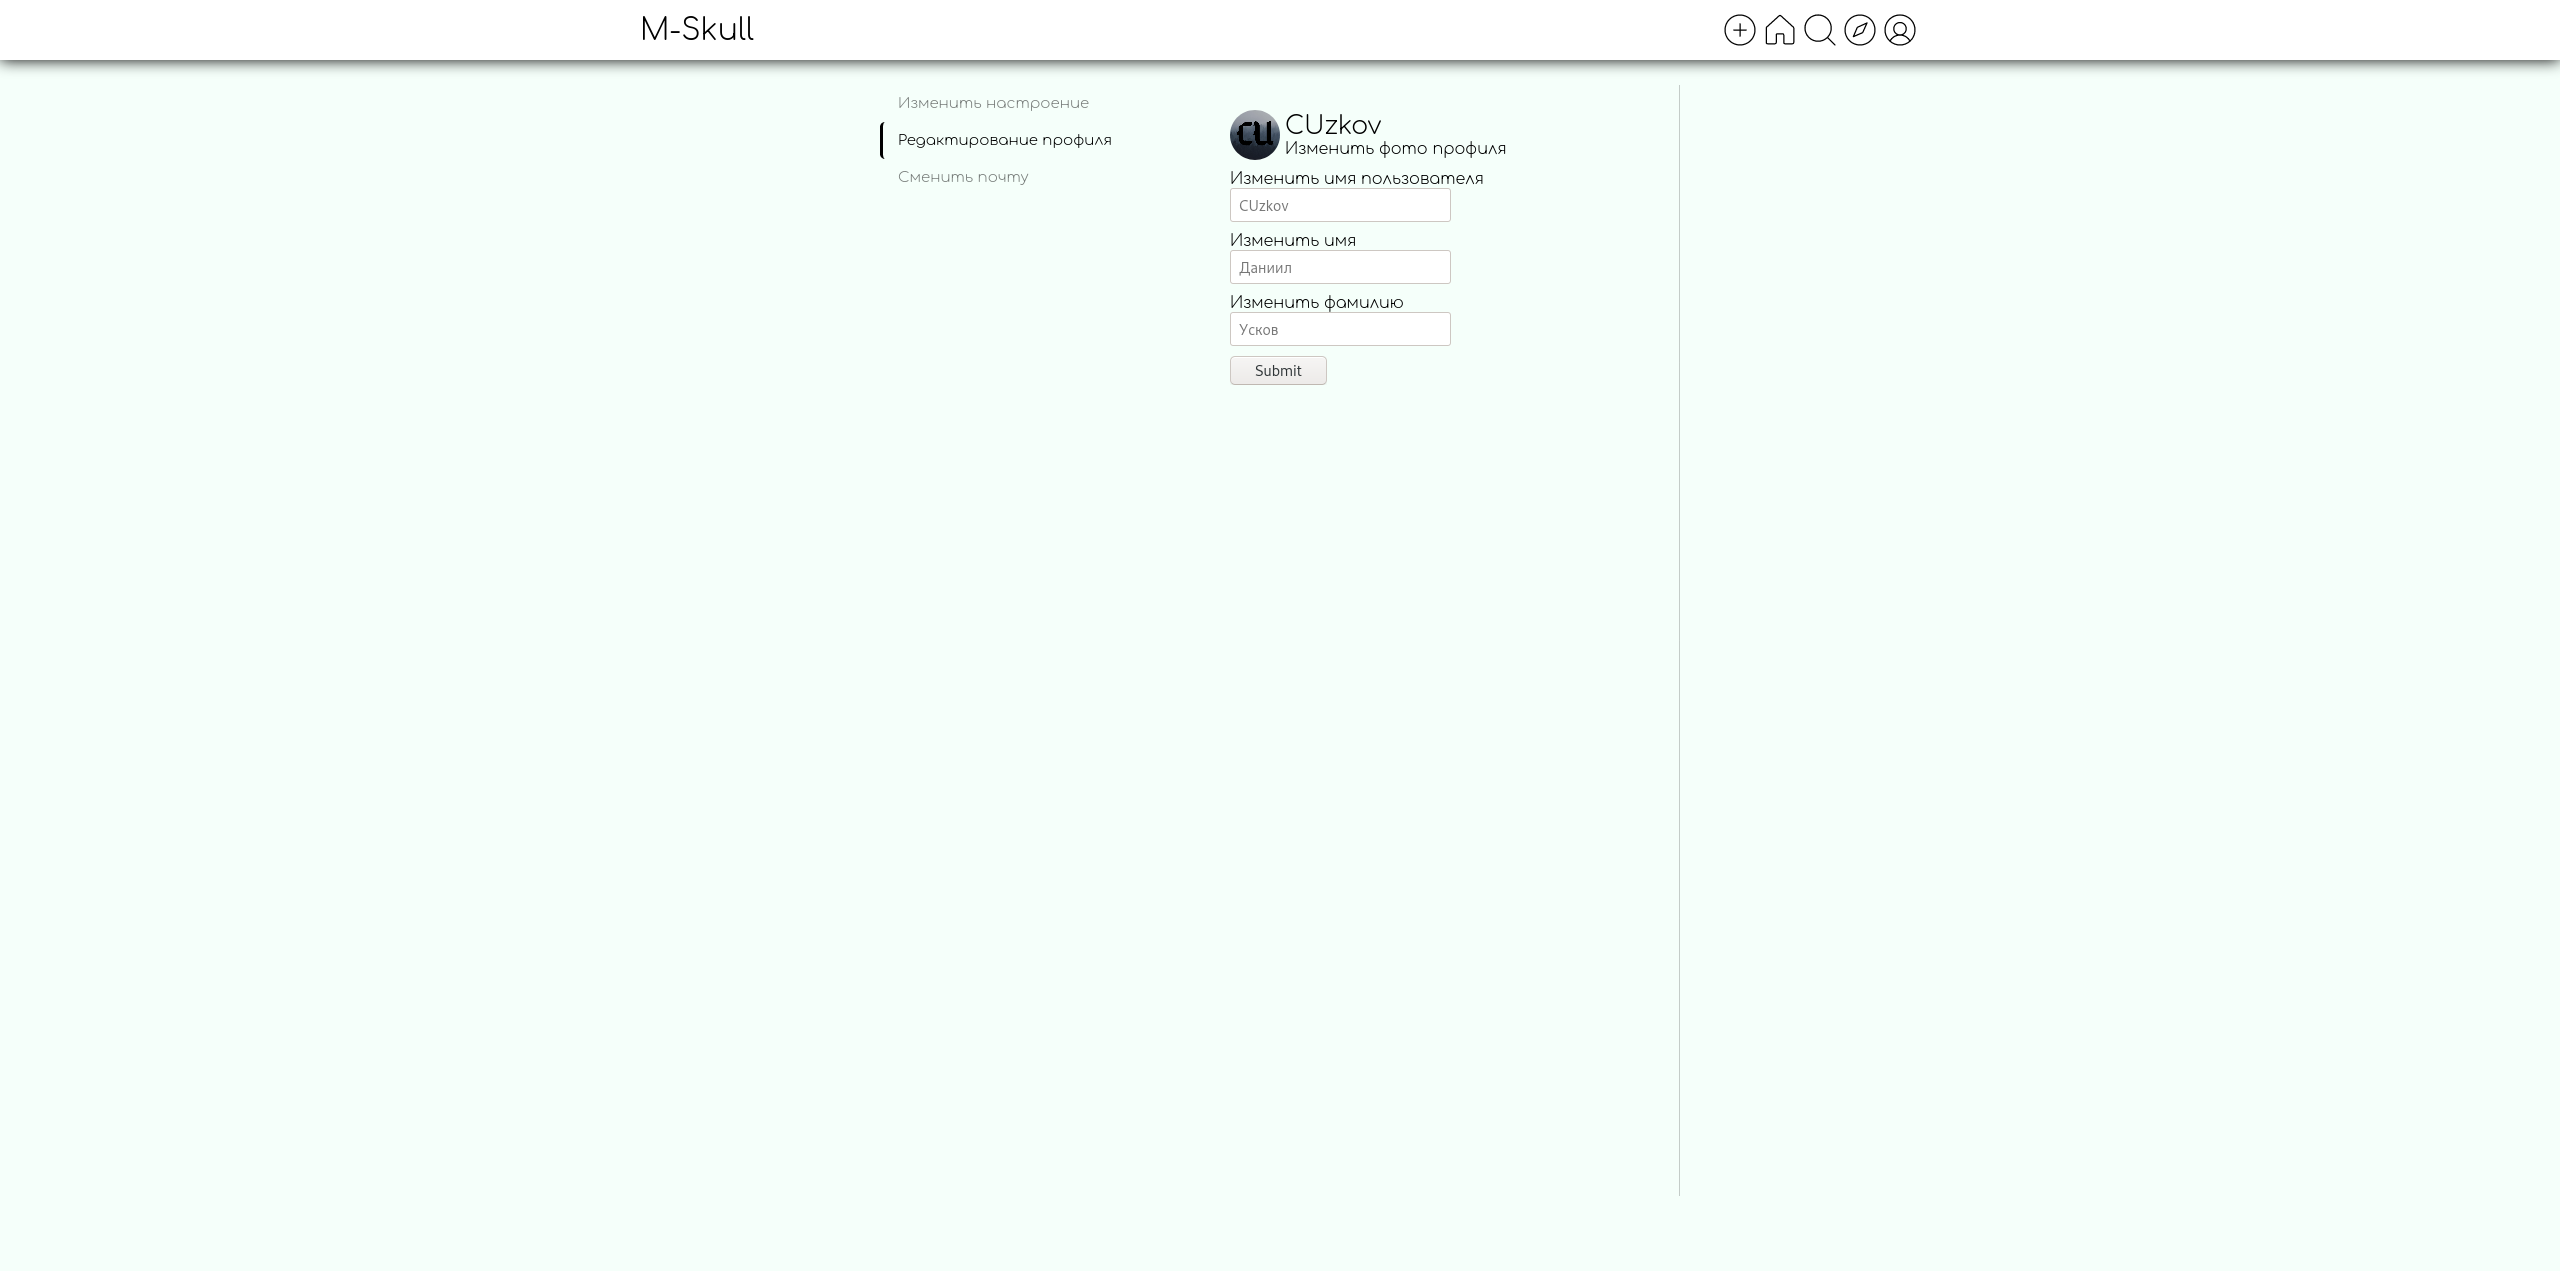 M-Skull
Изменить настроение
Редактирование профиля
Сменить почту
CU
CUzkov
Изменить фото профиля
Изменить имя пользователя
CUzkov
Изменить имя
Даниил
Изменить фамилию
Усков
Submit